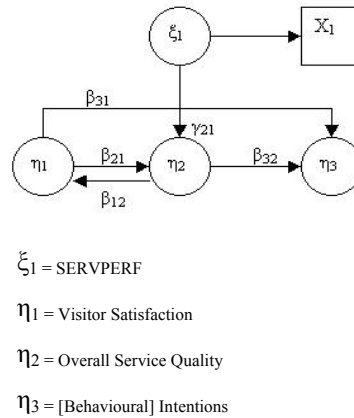 ξ1 X1
β31
γ21
η1 β21 η2 β32 η3
β12
ξ1 = SERVPERF
η1 = Visitor Satisfaction
η2 = Overall Service Quality
η3 = [Behavioural] Intentions